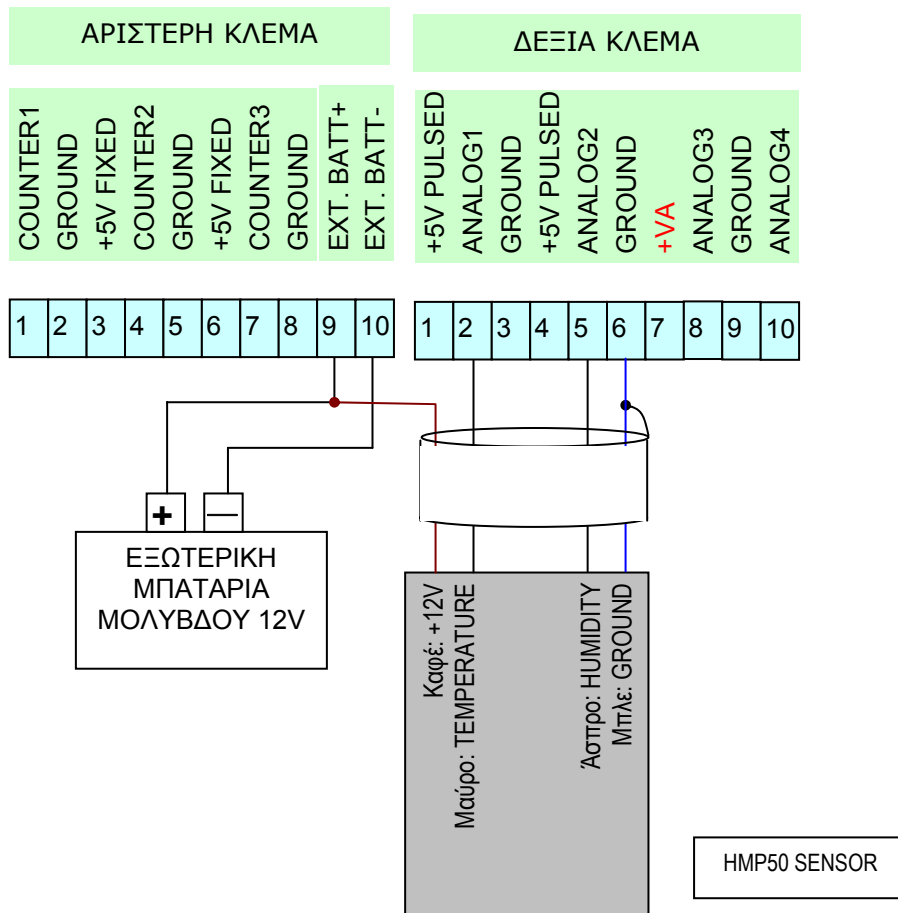 ΑΡΙΣΤΕΡΗ ΚΛΕΜΑ
ΔΕΞΙΑ ΚΛΕΜΑ
COUNTER1
GROUND
+5V FIXED
COUNTER2
GROUND
+5V FIXED
COUNTER3
GROUND
EXT. BATT+
EXT. BATT-
+5V PULSED
ANALOG1
GROUND
+5V PULSED
ANALOG2
GROUND
+VA
ANALOG3
GROUND
ANALOG4
1 2 3 4 5 6 7 8 9 10
1 2 3 4 5 6 7 8 9 10
+ —
ΕΞΩΤΕΡΙΚΗ
ΜΠΑΤΑΡΙΑ
ΜΟΛΥΒΔΟΥ 12V
Καφέ: +12V
Μαύρο: TEMPERATURE
Άσπρο: HUMIDITY
Μπλε: GROUND
HMP50 SENSOR